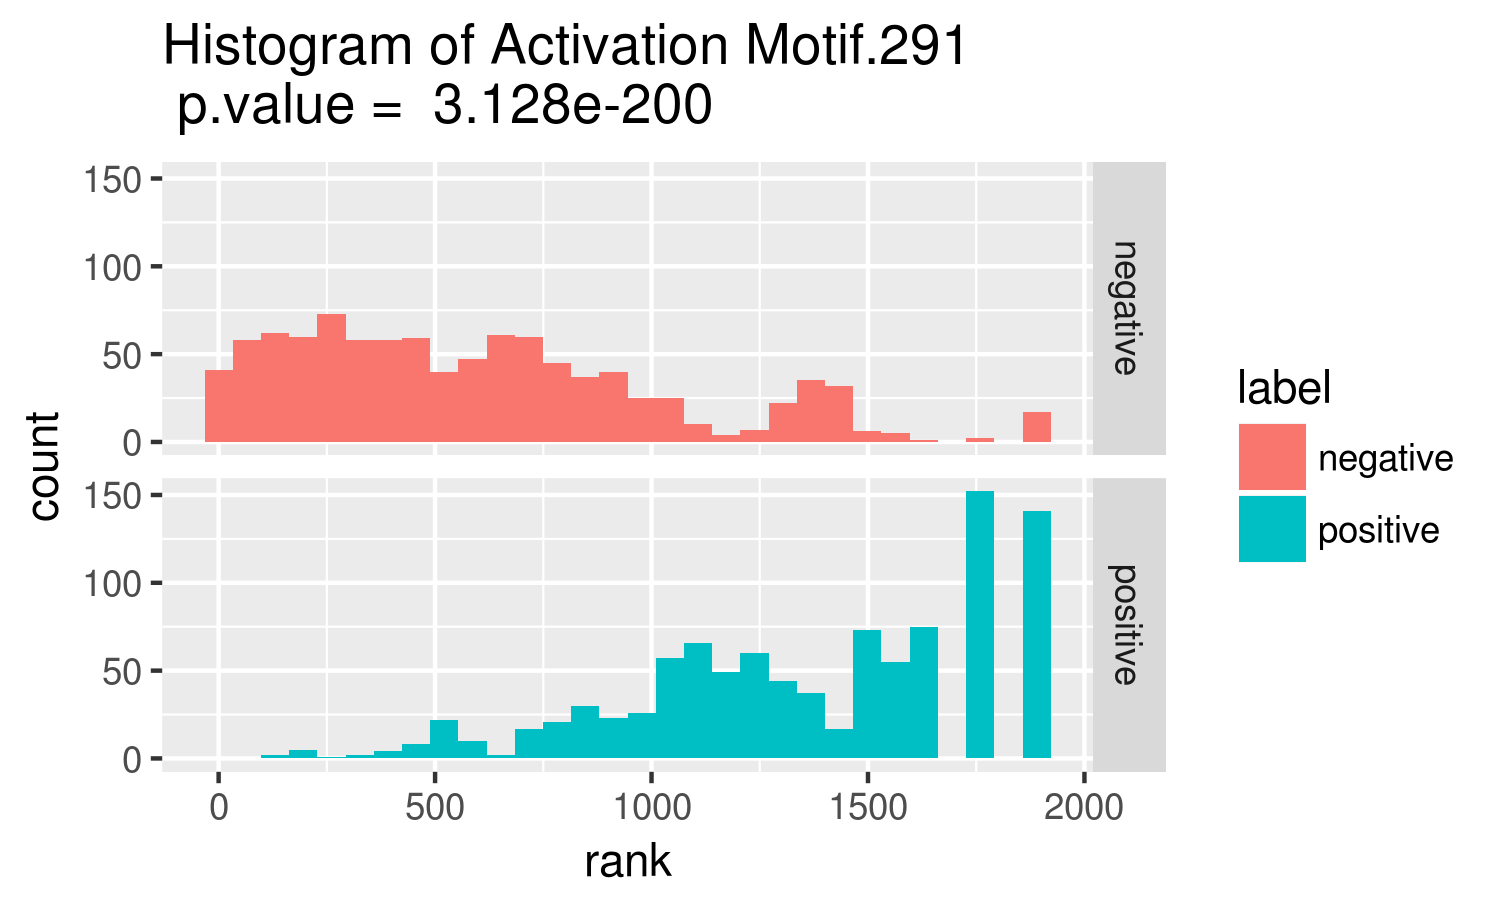 Histogram of Activation Motif.291
p.value =  3.128e-200
150
100
50
0
negative
150
100
50
0
positive
count
0 500 1000 1500 2000
rank
label
negative
positive